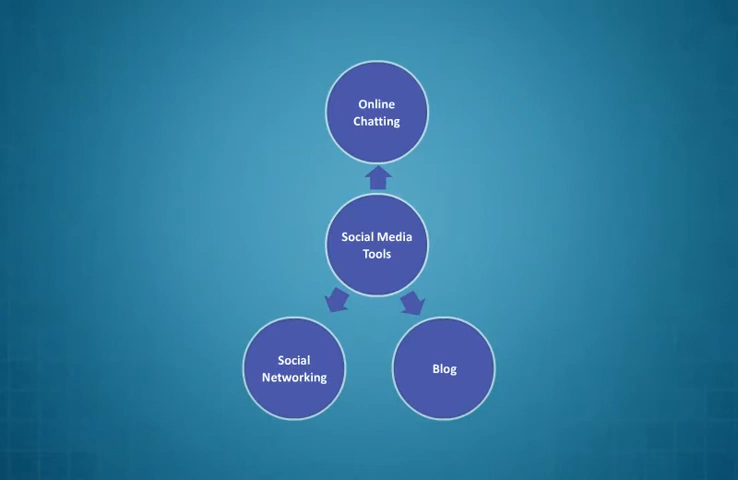 Online
Chatting
Social Media
Tools
Social
Networking
Blog